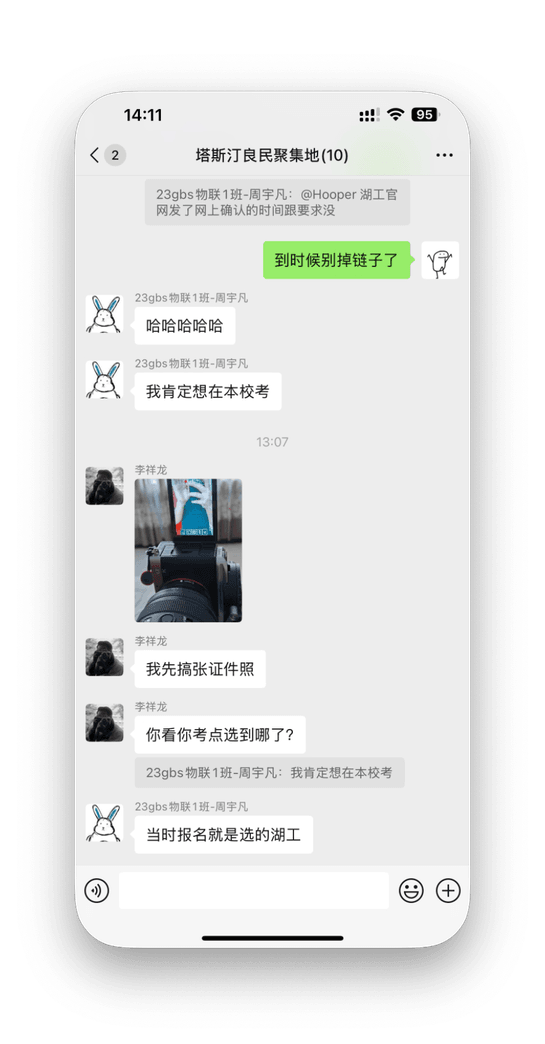 14:11
95
2
塔斯汀良民聚集地(10)
23gbs物联1班-周宇凡：@Hooper 湖工官
网发了网上确认的时间跟要求没
到时候别掉链子了
23gbs物联1班-周宇凡
哈哈哈哈哈
23gbs物联1班-周宇凡
我肯定想在本校考
13:07
李祥龙
李祥龙
我先搞张证件照
李祥龙
你看你考点选到哪了?
23gbs物联1班-周宇凡：我肯定想在本校考
23gbs物联1班-周宇凡
当时报名就是选的湖工